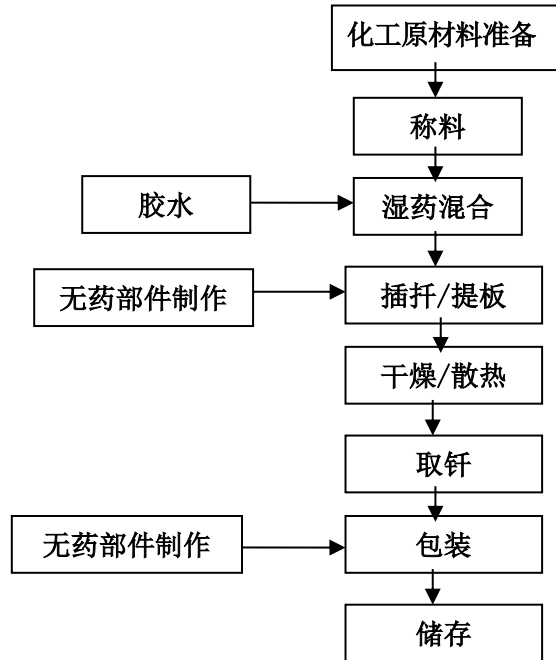 化工原材料准备
称料
胶水
湿药混合
无药部件制作
插扦/提板
干燥/散热
取钎
无药部件制作
包装
储存